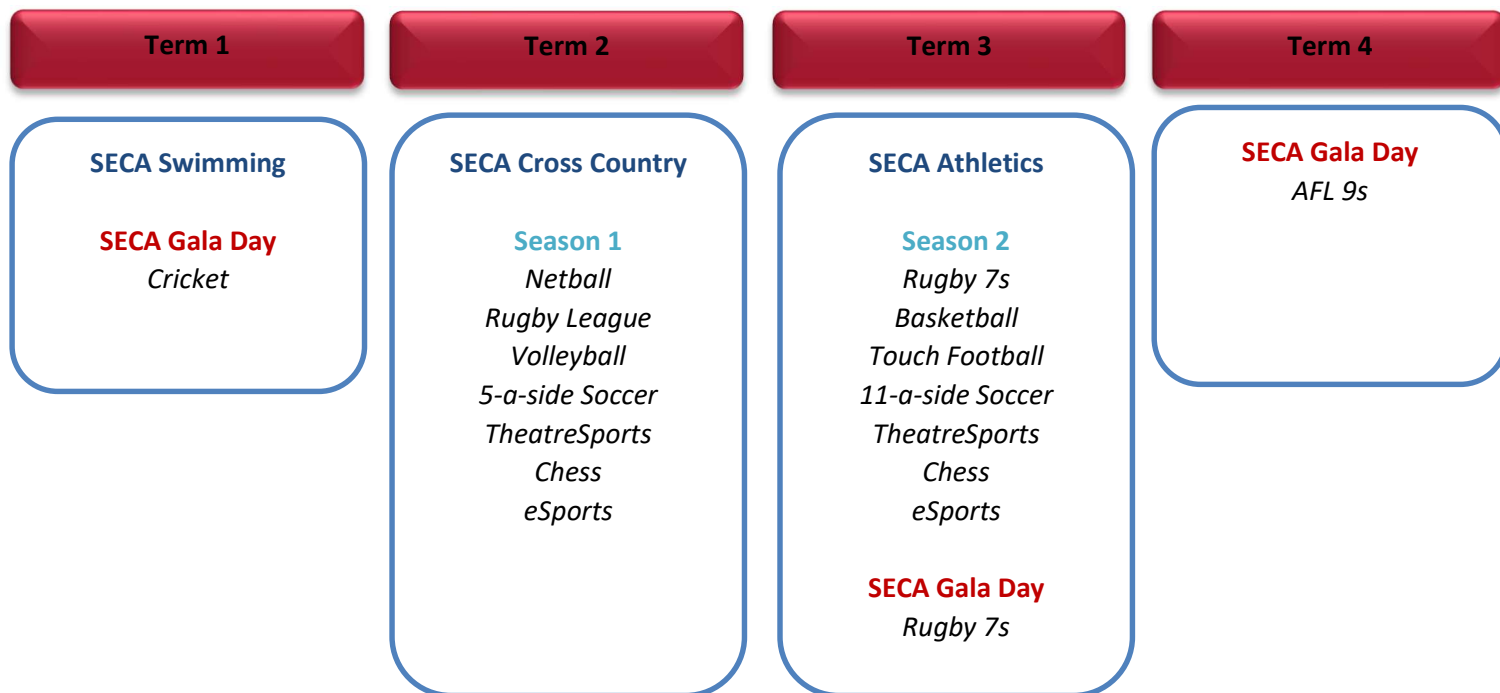 Term 1
SECA Swimming
SECA Gala Day
Cricket
Term 2
SECA Cross Country
Season 1
Netball
Rugby League
Volleyball
5-a-side Soccer
TheatreSports
Chess
eSports
Term 3
SECA Athletics
Season 2
Rugby 7s
Basketball
Touch Football
11-a-side Soccer
TheatreSports
Chess
eSports
SECA Gala Day
Rugby 7s
Term 4
SECA Gala Day
AFL 9s